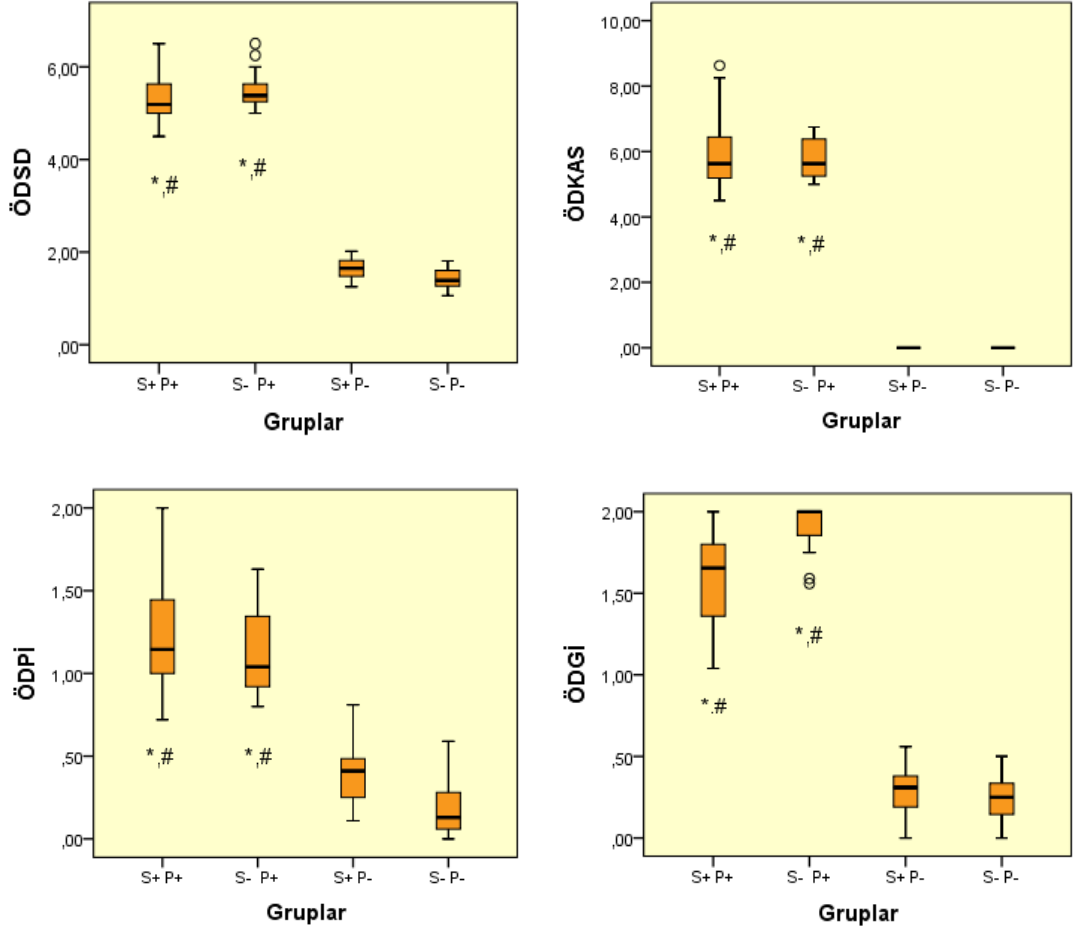 ÖDSD
6,00
4,00
2,00
,00
*,#
*,#
S+ P+
S- P+
S+ P-
S- P-
Gruplar
ÖDKAS
10,00
8,00
6,00
4,00
2,00
,00
*,#
*,#
S+ P+
S- P+
S+ P-
S- P-
Gruplar
ÖDPİ
2,00
1,50
1,00
,50
,00
*,#
*,#
S+ P+
S- P+
S+ P-
S- P-
Gruplar
ÖDGİ
2,00
1,50
1,00
,50
,00
*,#
*.#
S+ P+
S- P+
S+ P-
S- P-
Gruplar